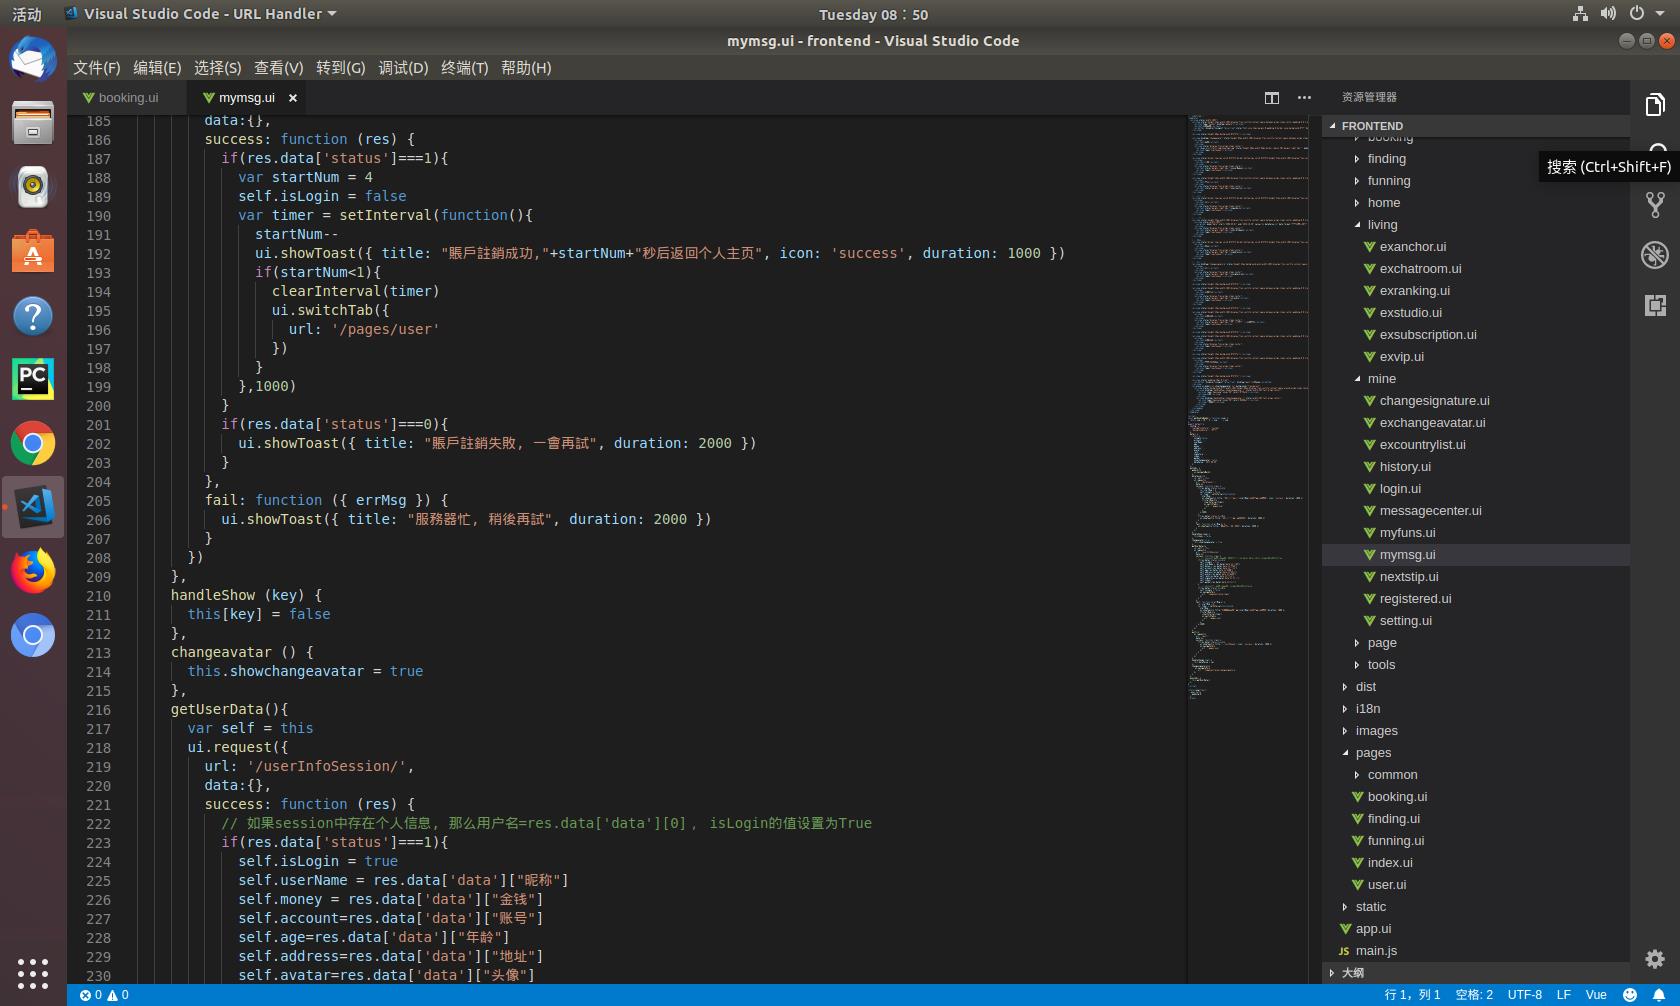 活动
Visual Studio Code - URL Handler
Tuesday 08：50
mymsg.ui - frontend - Visual Studio Code
文件(F) 编辑(E) 选择(S) 查看(V) 转到(G) 调试(D) 终端(T) 帮助(H)
booking.ui
mymsg.ui ×
185 data:{},
186 success: function (res) {
187 if(res.data['status']===1){
188 var startNum = 4
189 self.isLogin = false
190 var timer = setInterval(function(){
191 startNum--
192 ui.showToast({ title: "賬戶註銷成功,"+startNum+"秒后返回个人主页", icon: 'success', duration: 1000 })
193 if(startNum<1){
194 clearInterval(timer)
195 ui.switchTab({
196 url: '/pages/user'
197 })
198 }
199 },1000)
200 }
201 if(res.data['status']===0){
202 ui.showToast({ title: "賬戶註銷失敗, 一會再試", duration: 2000 })
203 }
204 },
205 fail: function ({ errMsg }) {
206 ui.showToast({ title: "服務器忙, 稍後再試", duration: 2000 })
207 }
208 })
209 },
210 handleShow (key) {
211 this[key] = false
212 },
213 changeavatar () {
214 this.showchangeavatar = true
215 },
216 getUserData(){
217 var self = this
218 ui.request({
219 url: '/userInfoSession/',
220 data:{},
221 success: function (res) {
222 // 如果session中存在个人信息, 那么用户名=res.data['data'][0] , isLogin的值设置为True
223 if(res.data['status']===1){
224 self.isLogin = true
225 self.userName = res.data['data']["昵称"]
226 self.money = res.data['data']["金钱"]
227 self.account=res.data['data']["账号"]
228 self.age=res.data['data']["年龄"]
229 self.address=res.data['data']["地址"]
230 self.avatar=res.data['data']["头像"]
资源管理器
FRONTEND
booking
finding
funning
home
living
exanchor.ui
exchatroom.ui
exranking.ui
exstudio.ui
exsubscription.ui
exvip.ui
mine
changesignature.ui
exchangeavatar.ui
excountrylist.ui
history.ui
login.ui
messagecenter.ui
myfuns.ui
mymsg.ui
nextstip.ui
registered.ui
setting.ui
page
tools
dist
i18n
images
pages
common
booking.ui
finding.ui
funning.ui
index.ui
user.ui
static
app.ui
JS main.js
大纲
搜索 (Ctrl+Shift+F)
PC
0 0
行 1, 列 1 空格: 2 UTF-8 LF Vue